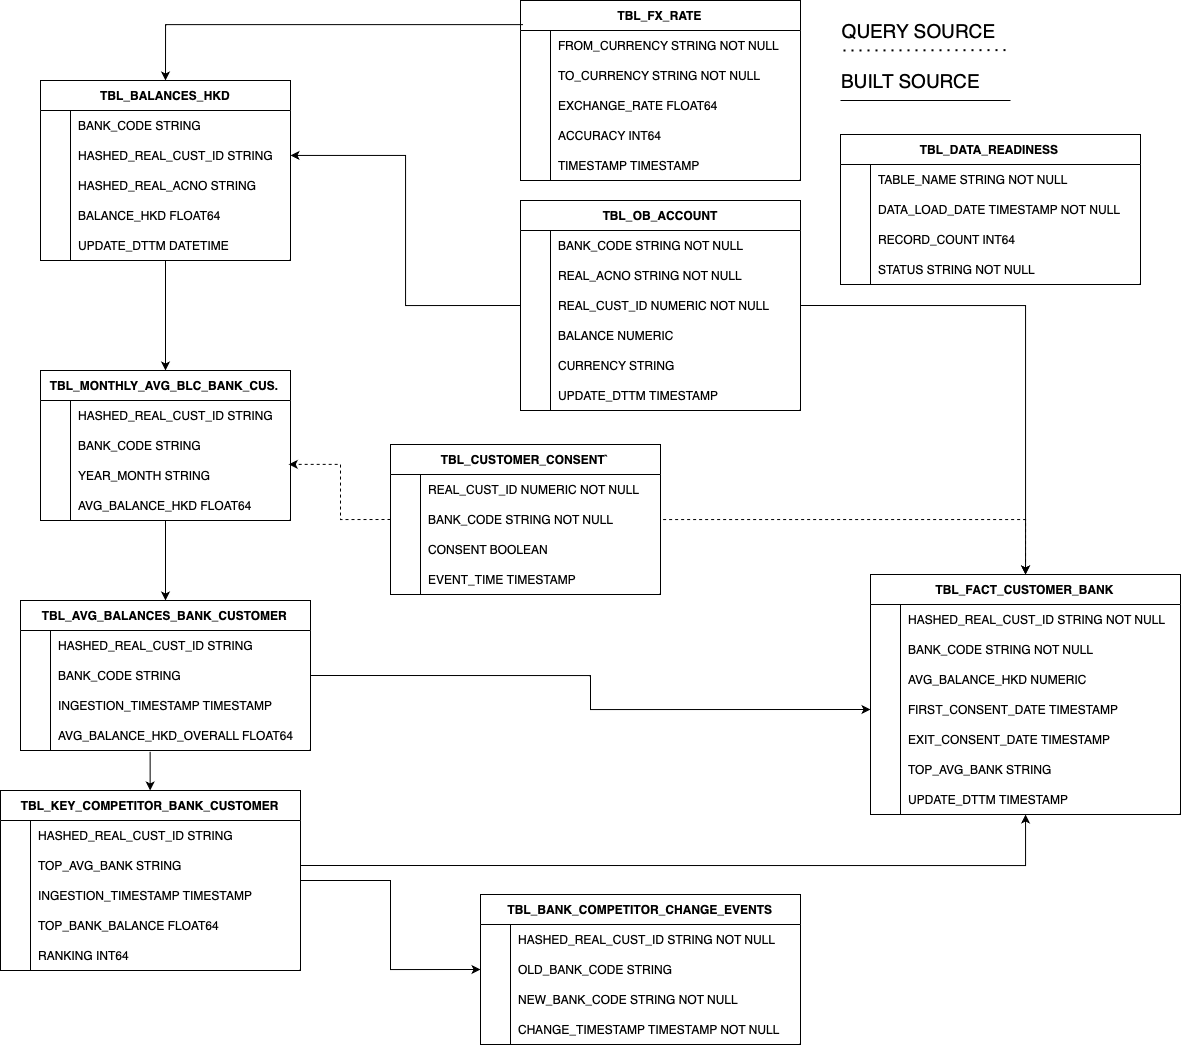 TBL_FX_RATE
FROM_CURRENCY STRING NOT NULL
TO_CURRENCY STRING NOT NULL
EXCHANGE_RATE FLOAT64
ACCURACY INT64
TIMESTAMP TIMESTAMP
QUERY SOURCE
BUILT SOURCE
TBL_BALANCES_HKD
BANK_CODE STRING
HASHED_REAL_CUST_ID STRING
HASHED_REAL_ACNO STRING
BALANCE_HKD FLOAT64
UPDATE_DTTM DATETIME
TBL_DATA_READINESS
TABLE_NAME STRING NOT NULL
DATA_LOAD_DATE TIMESTAMP NOT NULL
RECORD_COUNT INT64
STATUS STRING NOT NULL
TBL_OB_ACCOUNT
BANK_CODE STRING NOT NULL
REAL_ACNO STRING NOT NULL
REAL_CUST_ID NUMERIC NOT NULL
BALANCE NUMERIC
CURRENCY STRING
UPDATE_DTTM TIMESTAMP
TBL_MONTHLY_AVG_BLC_BANK_CUS.
HASHED_REAL_CUST_ID STRING
BANK_CODE STRING
YEAR_MONTH STRING
AVG_BALANCE_HKD FLOAT64
TBL_CUSTOMER_CONSENT`
REAL_CUST_ID NUMERIC NOT NULL
BANK_CODE STRING NOT NULL
CONSENT BOOLEAN
EVENT_TIME TIMESTAMP
TBL_FACT_CUSTOMER_BANK
HASHED_REAL_CUST_ID STRING NOT NULL
BANK_CODE STRING NOT NULL
AVG_BALANCE_HKD NUMERIC
FIRST_CONSENT_DATE TIMESTAMP
EXIT_CONSENT_DATE TIMESTAMP
TOP_AVG_BANK STRING
UPDATE_DTTM TIMESTAMP
TBL_AVG_BALANCES_BANK_CUSTOMER
HASHED_REAL_CUST_ID STRING
BANK_CODE STRING
INGESTION_TIMESTAMP TIMESTAMP
AVG_BALANCE_HKD_OVERALL FLOAT64
TBL_KEY_COMPETITOR_BANK_CUSTOMER
HASHED_REAL_CUST_ID STRING
TOP_AVG_BANK STRING
INGESTION_TIMESTAMP TIMESTAMP
TOP_BANK_BALANCE FLOAT64
RANKING INT64
TBL_BANK_COMPETITOR_CHANGE_EVENTS
HASHED_REAL_CUST_ID STRING NOT NULL
OLD_BANK_CODE STRING
NEW_BANK_CODE STRING NOT NULL
CHANGE_TIMESTAMP TIMESTAMP NOT NULL